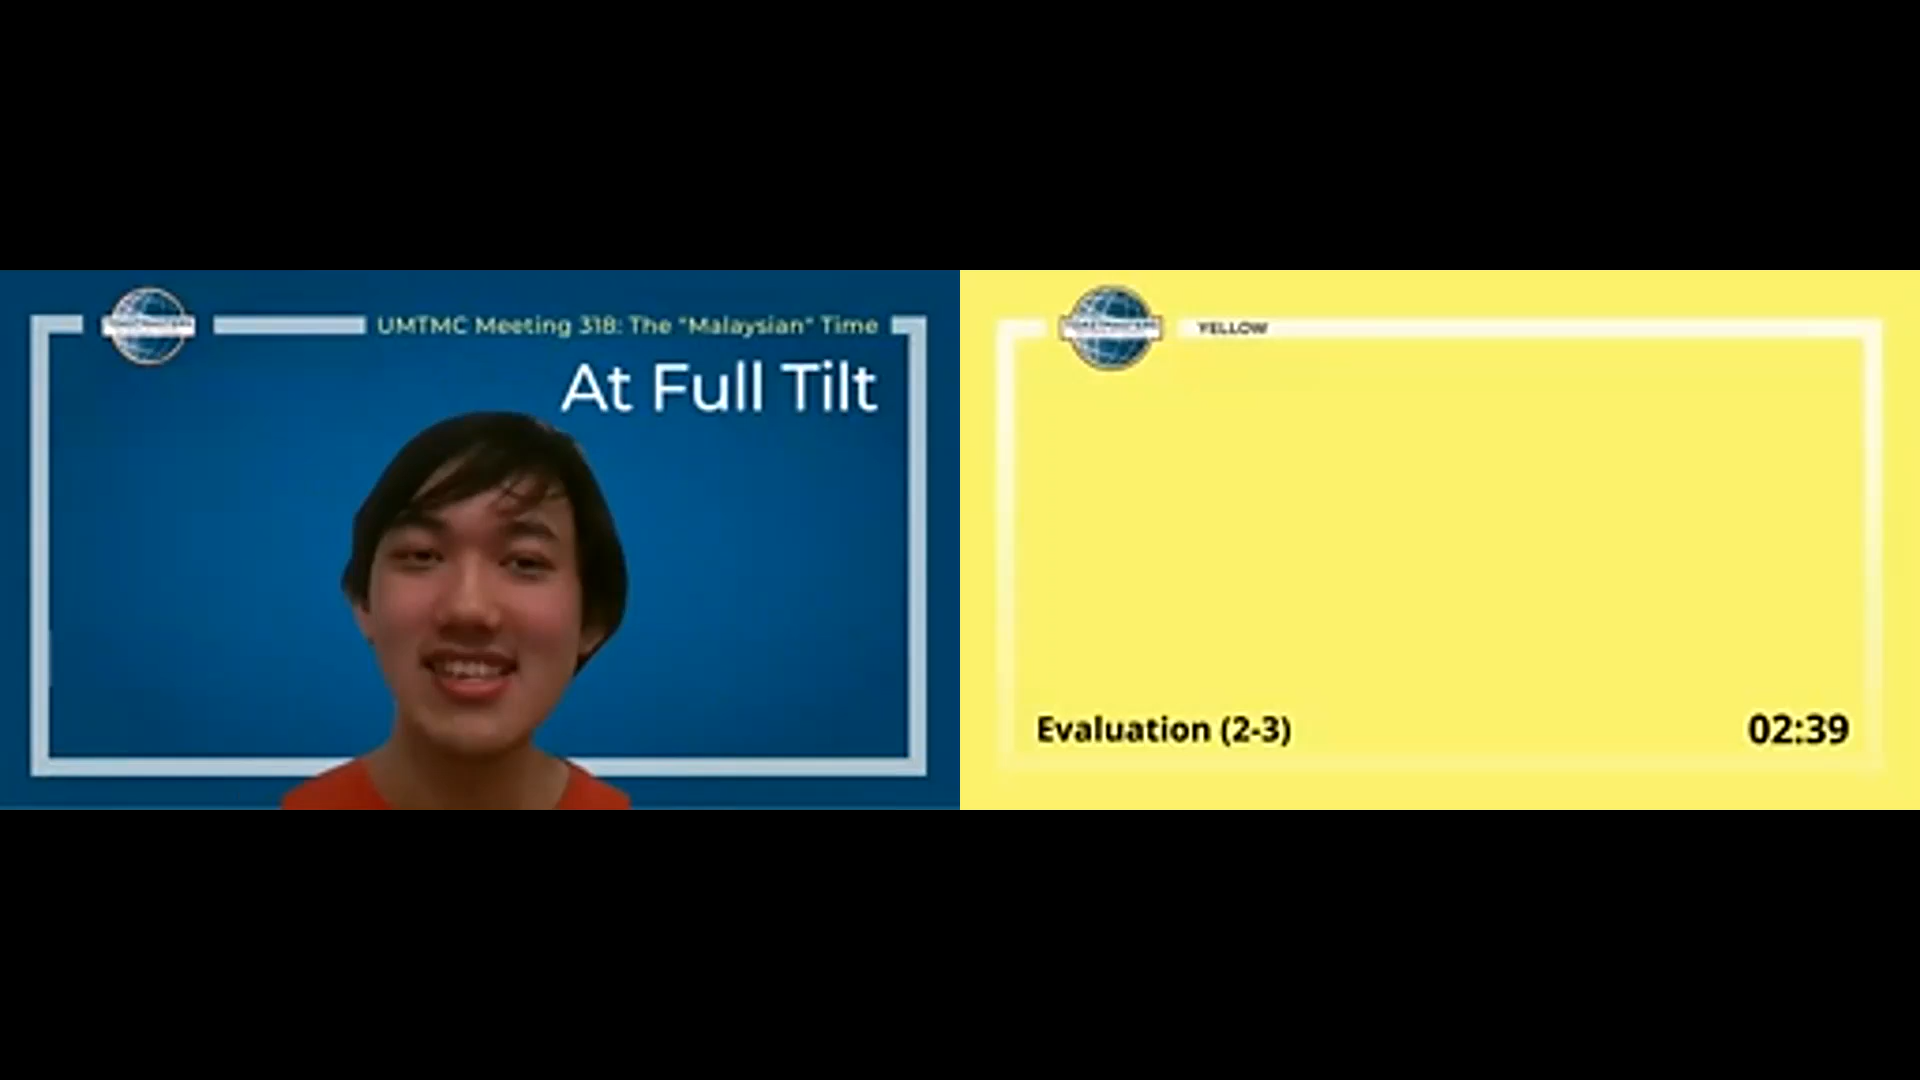 UMTMC Meeting 318: The "Malaysian" Time
At Full Tilt
YELLOW
Evaluation (2-3)
02:39